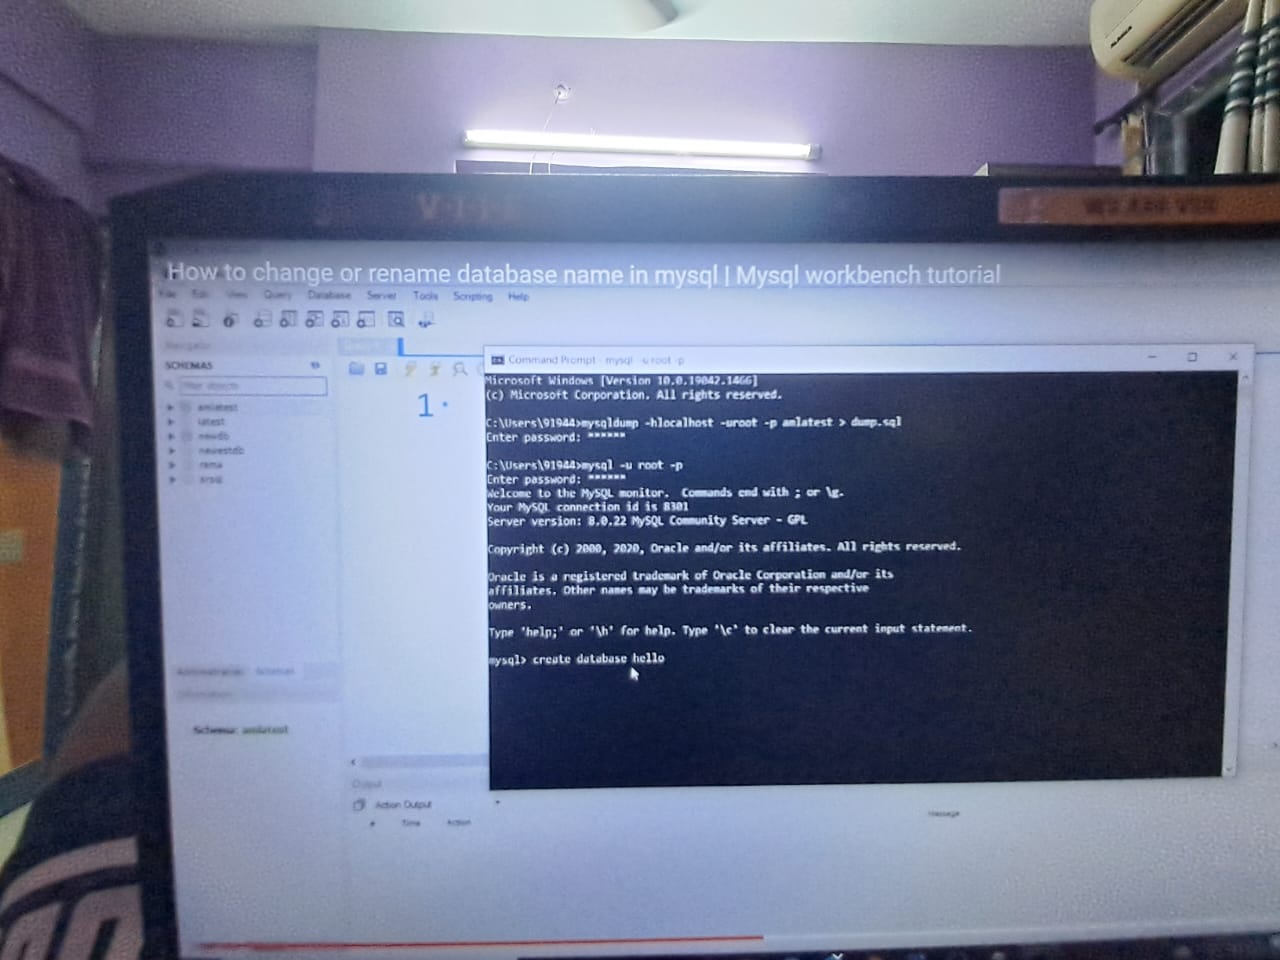 How to change or rename database name in mysql | Mysql workbench tutorial
File Edit View Query Database Server Tools Scripting Help
SCHEMAS
Filter objects
amlatest
latest
newdb
newestdb
Schemas
Schema: amlatest
1
Command Prompt - mysql -u root -p
Microsoft Windows [Version 10.0.19042.1466]
(c) Microsoft Corporation. All rights reserved.
C:\Users\91944>mysqldump -hlocalhost -uroot -p amlatest > dump.sql
Enter password: ******
C:\Users\91944>mysql -u root -p
Enter password: ******
Welcome to the MySQL monitor. Commands end with ; or \g.
Your MySQL connection id is 8301
Server version: 8.0.22 MySQL Community Server - GPL
Copyright (c) 2000, 2020, Oracle and/or its affiliates. All rights reserved.
Oracle is a registered trademark of Oracle Corporation and/or its
affiliates. Other names may be trademarks of their respective
owners.
Type 'help;' or '\h' for help. Type '\c' to clear the current input statement.
mysql> create database hello
Output
Action Output
# Time Action Message